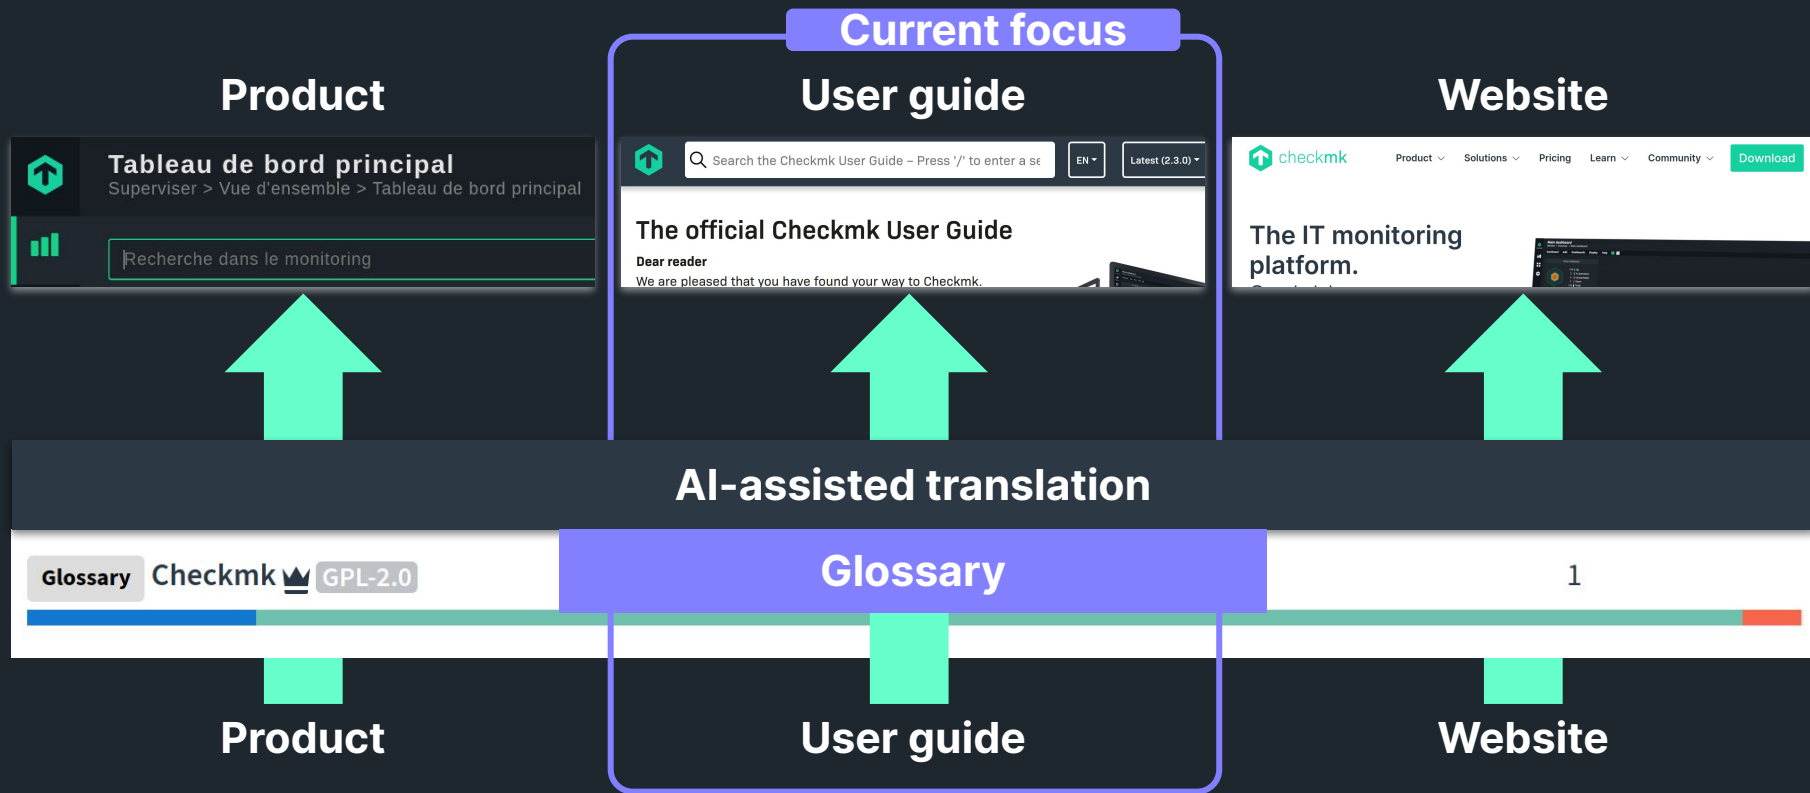 Current focus
Product
User guide
Website
Tableau de bord principal
Superviser > Vue d'ensemble > Tableau de bord principal
Recherche dans le monitoring
Search the Checkmk User Guide – Press '/' to enter a se
EN
Latest (2.3.0)
The official Checkmk User Guide
Dear reader
We are pleased that you have found your way to Checkmk.
checkmk
Product
Solutions
Pricing
Learn
Community
Download
The IT monitoring
platform.
AI-assisted translation
Glossary Checkmk GPL-2.0
Glossary
1
Product
User guide
Website